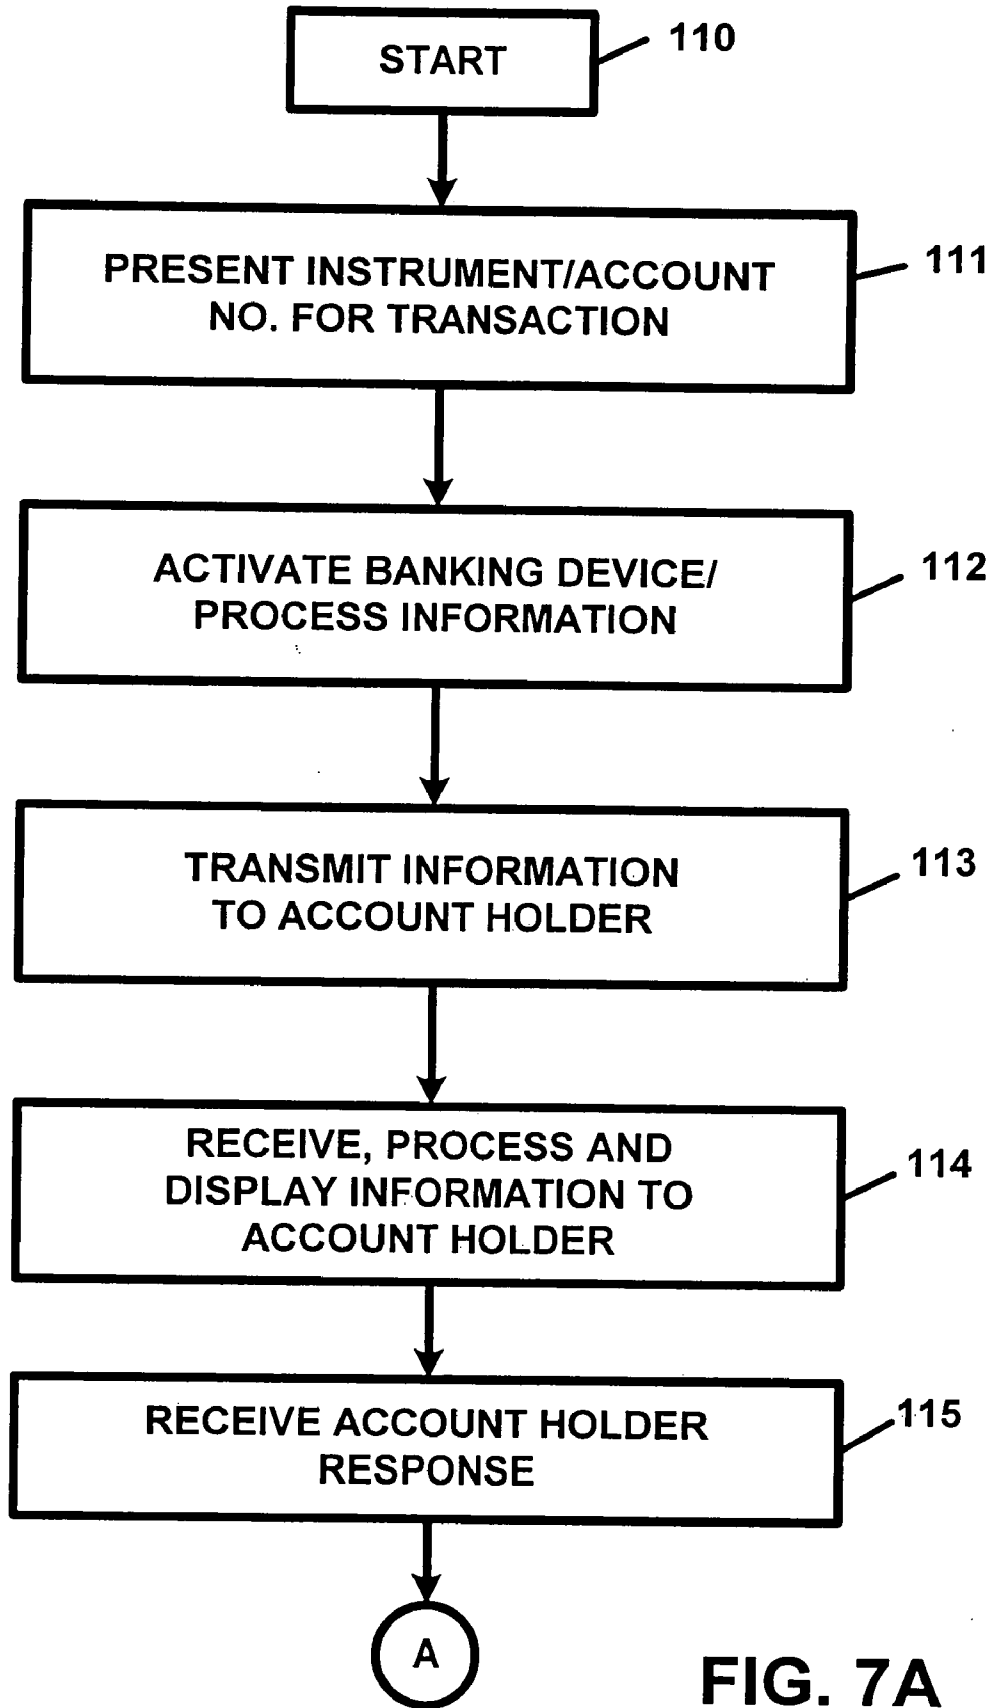 START
110
PRESENT INSTRUMENT/ACCOUNT
NO. FOR TRANSACTION
111
ACTIVATE BANKING DEVICE/
PROCESS INFORMATION
112
TRANSMIT INFORMATION
TO ACCOUNT HOLDER
113
RECEIVE, PROCESS AND
DISPLAY INFORMATION TO
ACCOUNT HOLDER
114
RECEIVE ACCOUNT HOLDER
RESPONSE
115
A
FIG. 7A